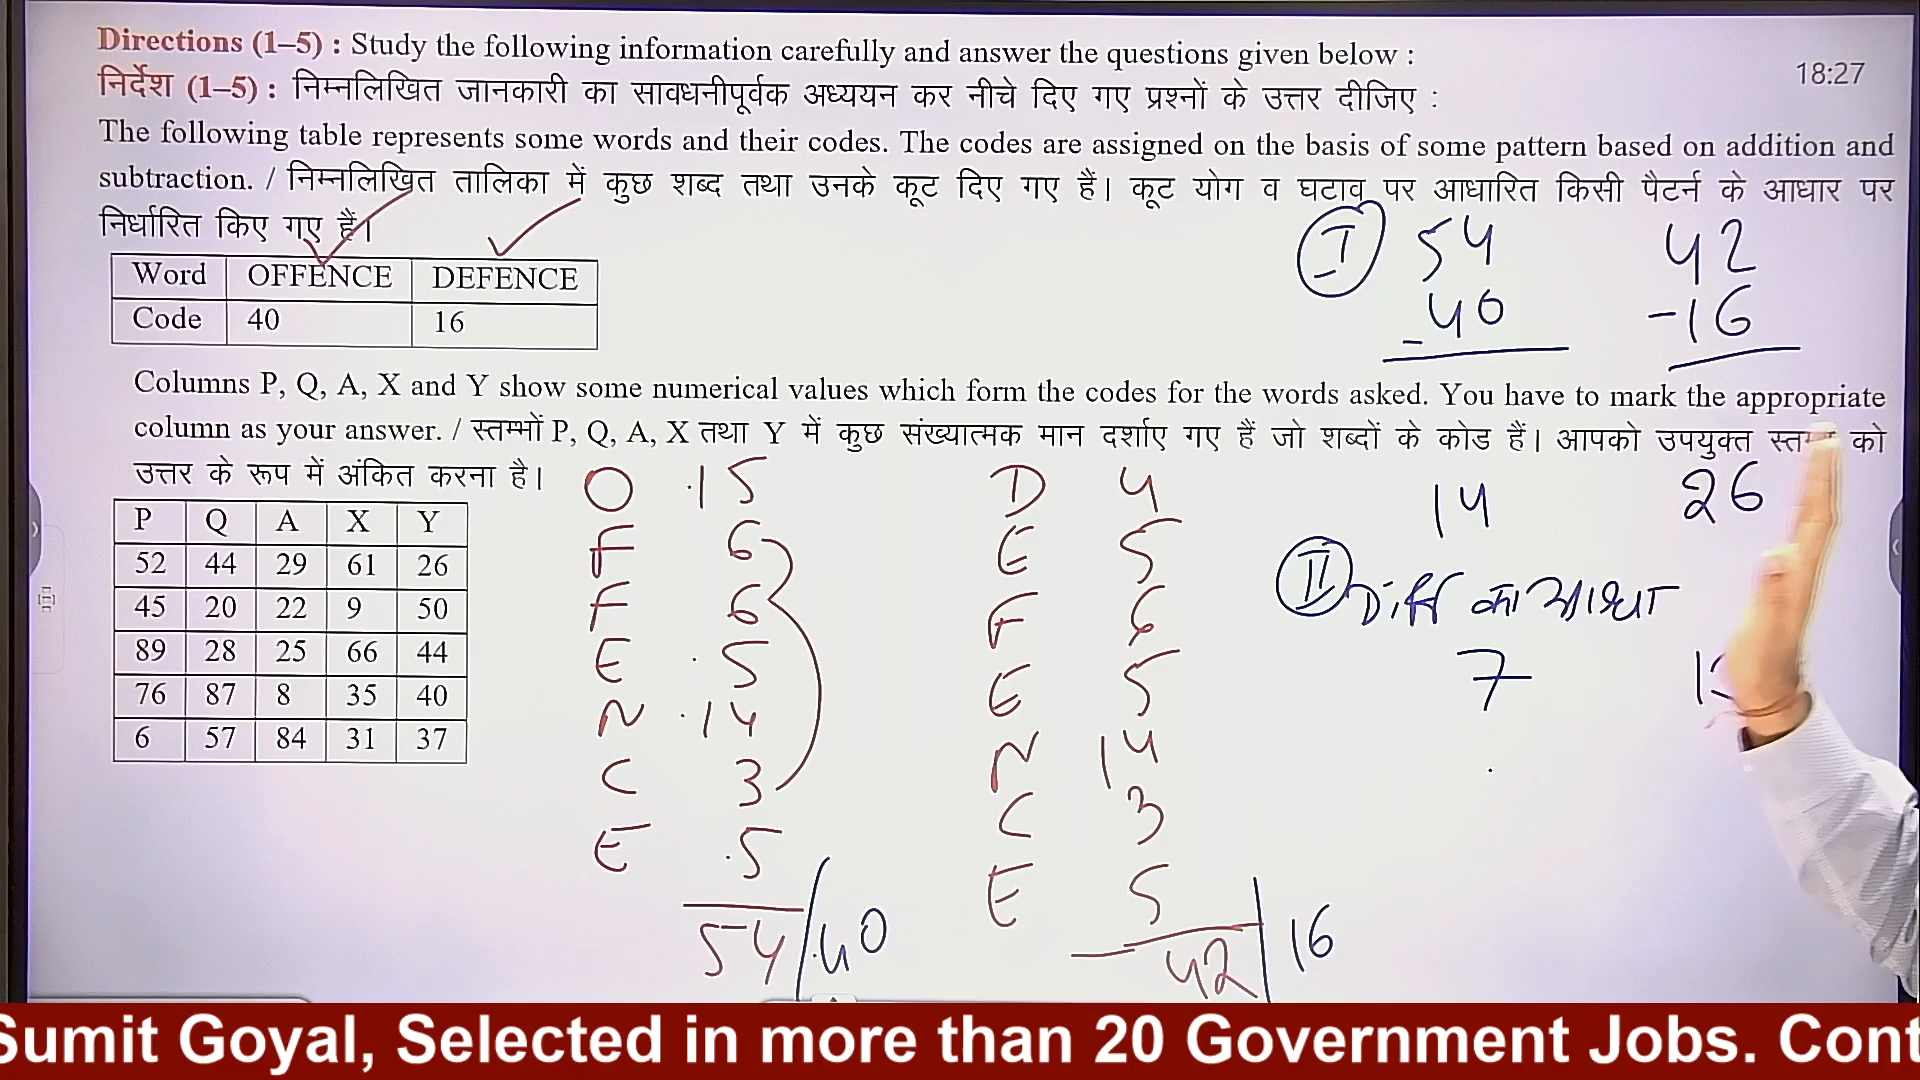 Directions (1–5) : Study the following information carefully and answer the questions given below :
18:27
निर्देश (1–5) : निम्नलिखित जानकारी का सावधनीपूर्वक अध्ययन कर नीचे दिए गए प्रश्नों के उत्तर दीजिए :
The following table represents some words and their codes. The codes are assigned on the basis of some pattern based on addition and
subtraction. / निम्नलिखित तालिका में कुछ शब्द तथा उनके कूट दिए गए हैं। कूट योग व घटाव पर आधारित किसी पैटर्न के आधार पर
निर्धारित किए गए हैं।
Word OFFENCE DEFENCE
Code 40 16
I 54 42
-40 -16
14 26
Columns P, Q, A, X and Y show some numerical values which form the codes for the words asked. You have to mark the appropriate
column as your answer. / स्तम्भों P, Q, A, X तथा Y में कुछ संख्यात्मक मान दर्शाए गए हैं जो शब्दों के कोड हैं। आपको उपयुक्त को
उत्तर के रूप में अंकित करना है।
P Q A X Y
52 44 29 61 26
45 20 22 9 50
89 28 25 66 44
76 87 8 35 40
6 57 84 31 37
O 15
F 6
F 6
E 5
N 14
C 3
E 5
54/40
D 4
E 5
F 6
E 5
N 14
C 3
E 5
42 | 16
II Diff का आधा
7
Sumit Goyal, Selected in more than 20 Government Jobs.